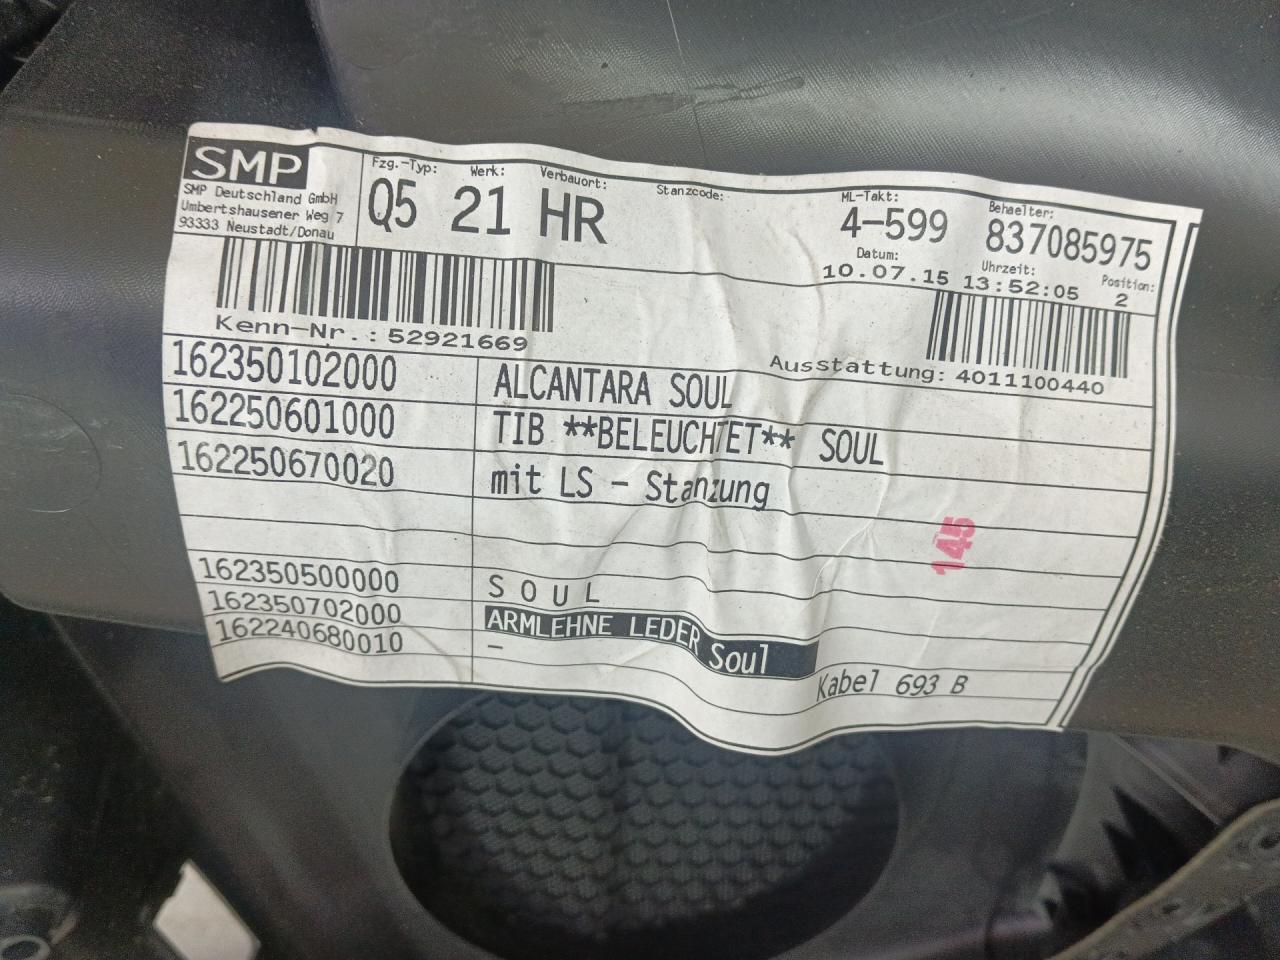 SMP
SMP Deutschland GmbH
Umbertshausener Weg 7
93333 Neustadt/Donau
Fzg.-Typ: Werk: Verbauort: Stanzcode: ML-Takt: Behaelter:
Q5 21 HR 4-599 837085975
Datum: Uhrzeit: Position:
10.07.15 13:52:05 2
Kenn-Nr.: 52921669
Ausstattung: 4011100440
162350102000 ALCANTARA SOUL
162250601000 TIB **BELEUCHTET** SOUL
162250670020 mit LS - Stanzung
145
162350500000 S O U L
162350702000 ARMLEHNE LEDER Soul
162240680010 -
Kabel 693 B